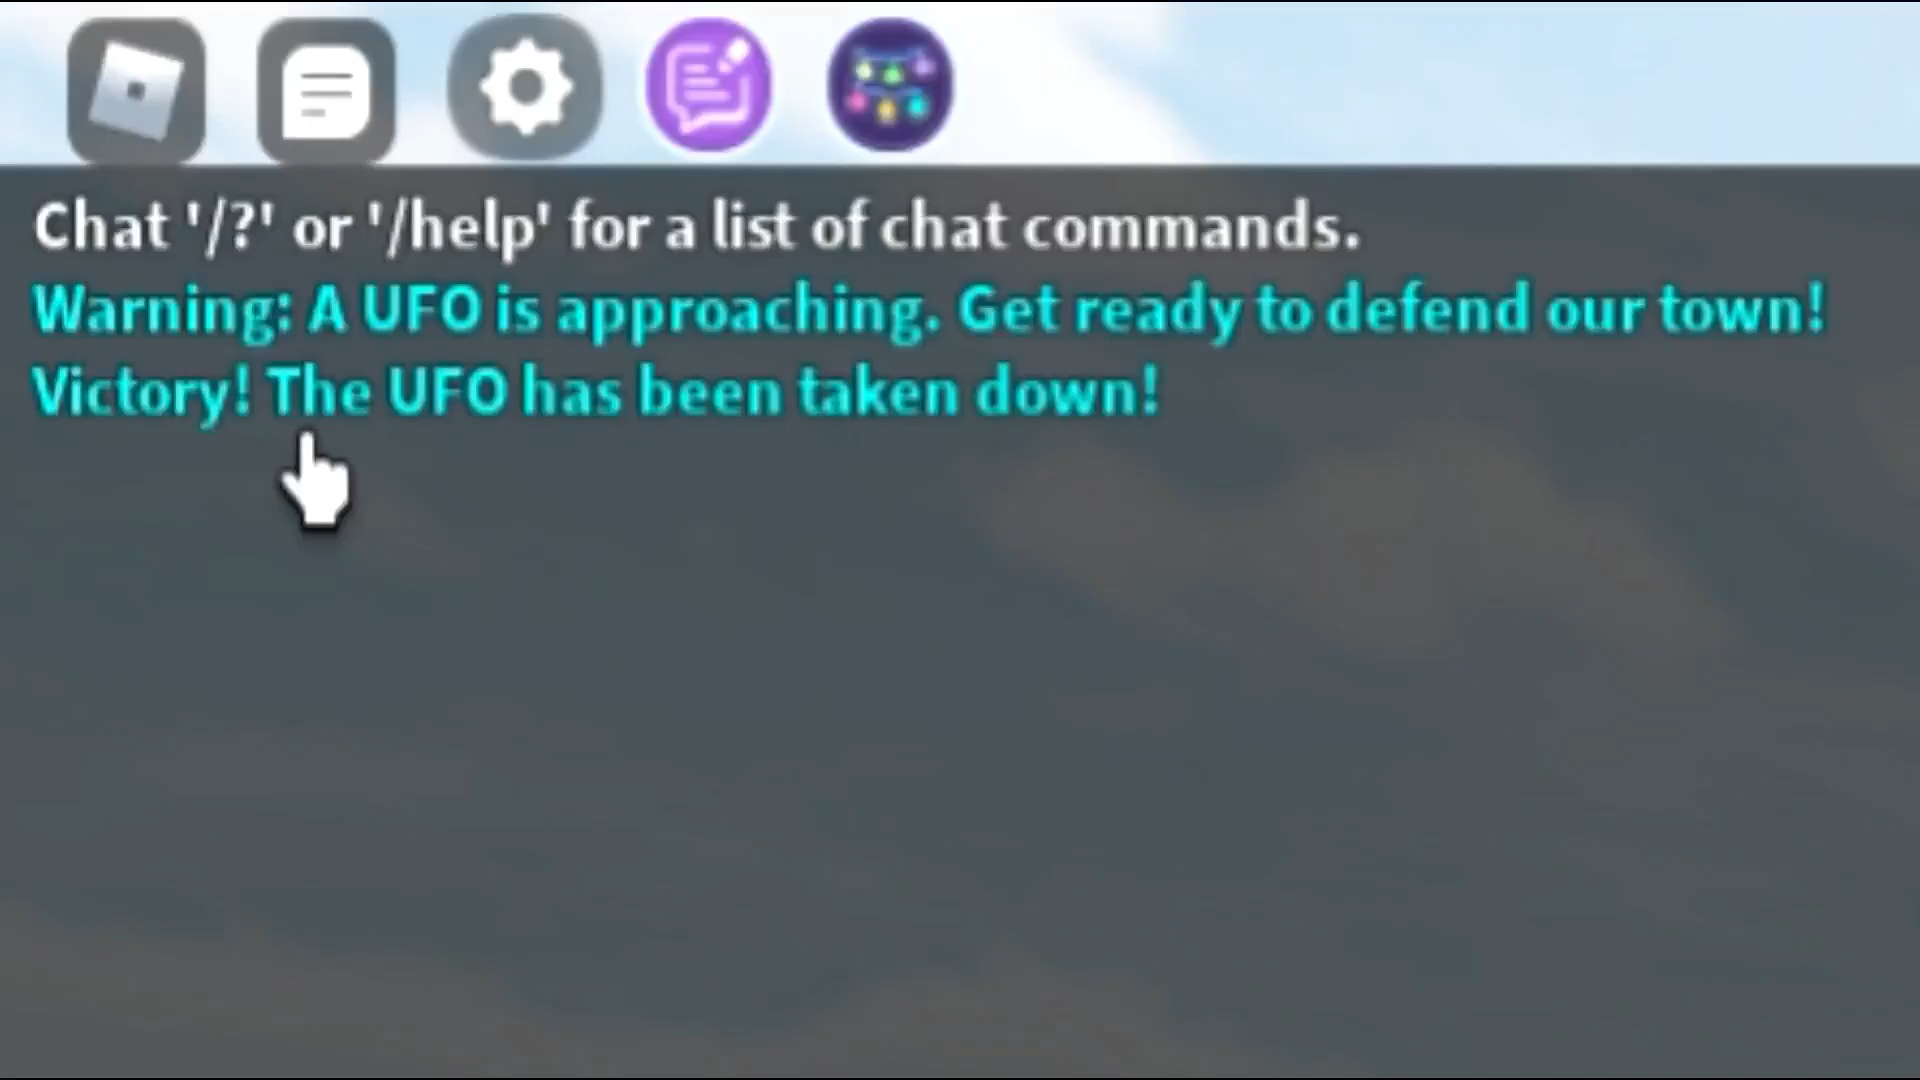 Chat '/?' or '/help' for a list of chat commands.
Warning: A UFO is approaching. Get ready to defend our town!
Victory! The UFO has been taken down!